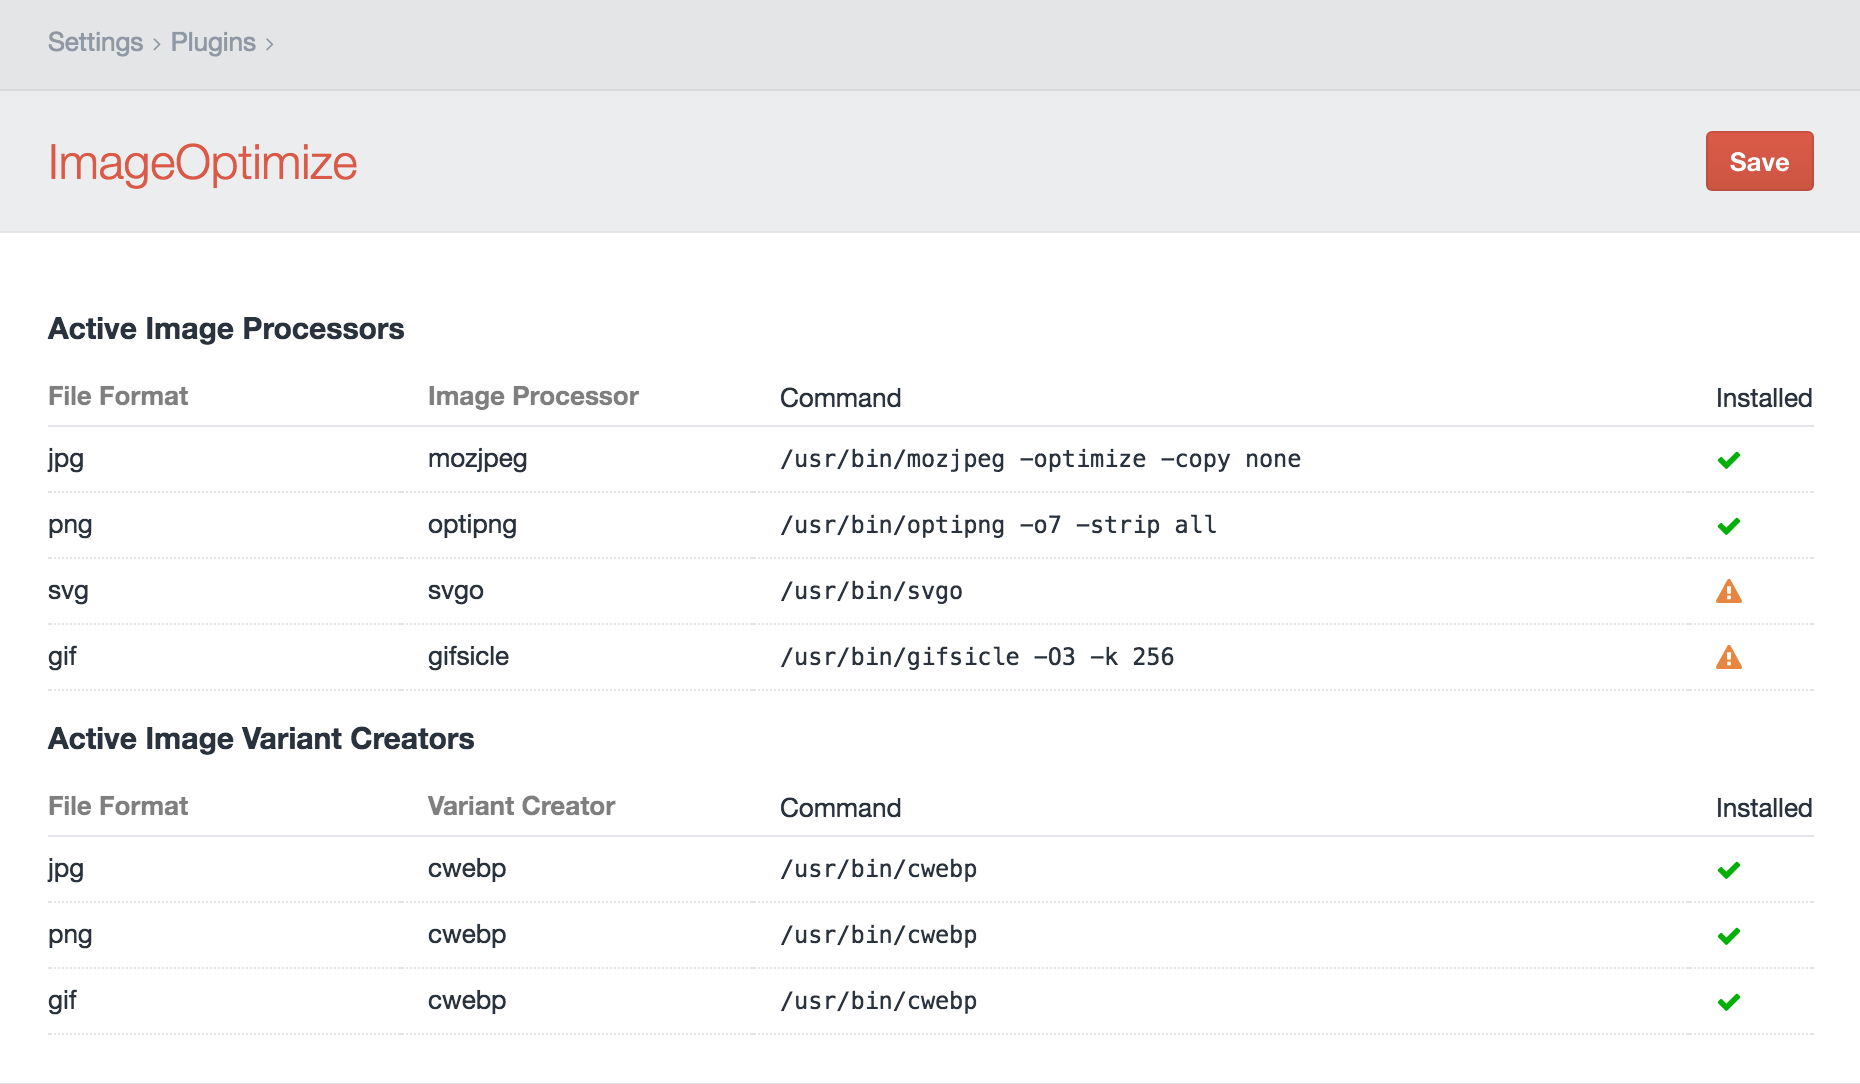 Settings › Plugins ›
ImageOptimize
Save
Active Image Processors
File Format Image Processor Command Installed
jpg mozjpeg /usr/bin/mozjpeg -optimize -copy none
png optipng /usr/bin/optipng -o7 -strip all
svg svgo /usr/bin/svgo
gif gifsicle /usr/bin/gifsicle -O3 -k 256
Active Image Variant Creators
File Format Variant Creator Command Installed
jpg cwebp /usr/bin/cwebp
png cwebp /usr/bin/cwebp
gif cwebp /usr/bin/cwebp